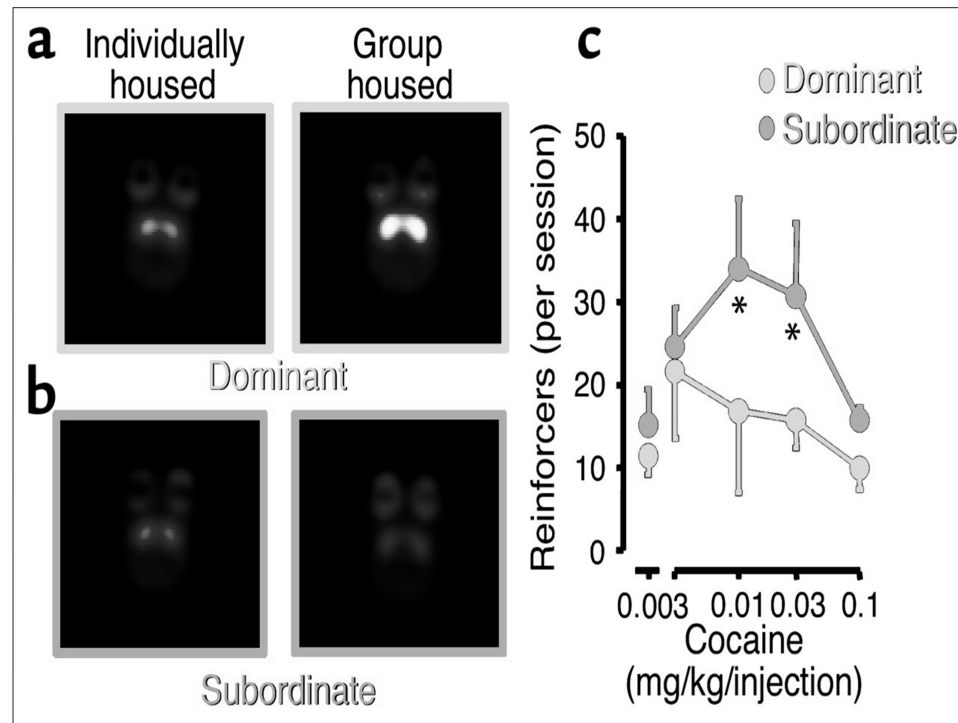 a
Individually
housed
Group
housed
Dominant
b
Subordinate
c
Dominant
Subordinate
Reinforcers (per session)
50
40
30
20
10
0
*
*
0.003 0.01 0.03 0.1
Cocaine
(mg/kg/injection)